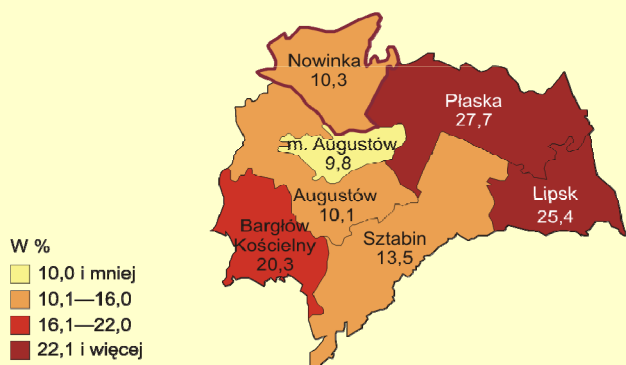 Nowinka
10,3
Płaska
27,7
m. Augustów
9,8
Augustów
10,1
Lipsk
25,4
Bargłów
Kościelny
20,3
Sztabin
13,5
W %
10,0 i mniej
10,1—16,0
16,1—22,0
22,1 i więcej